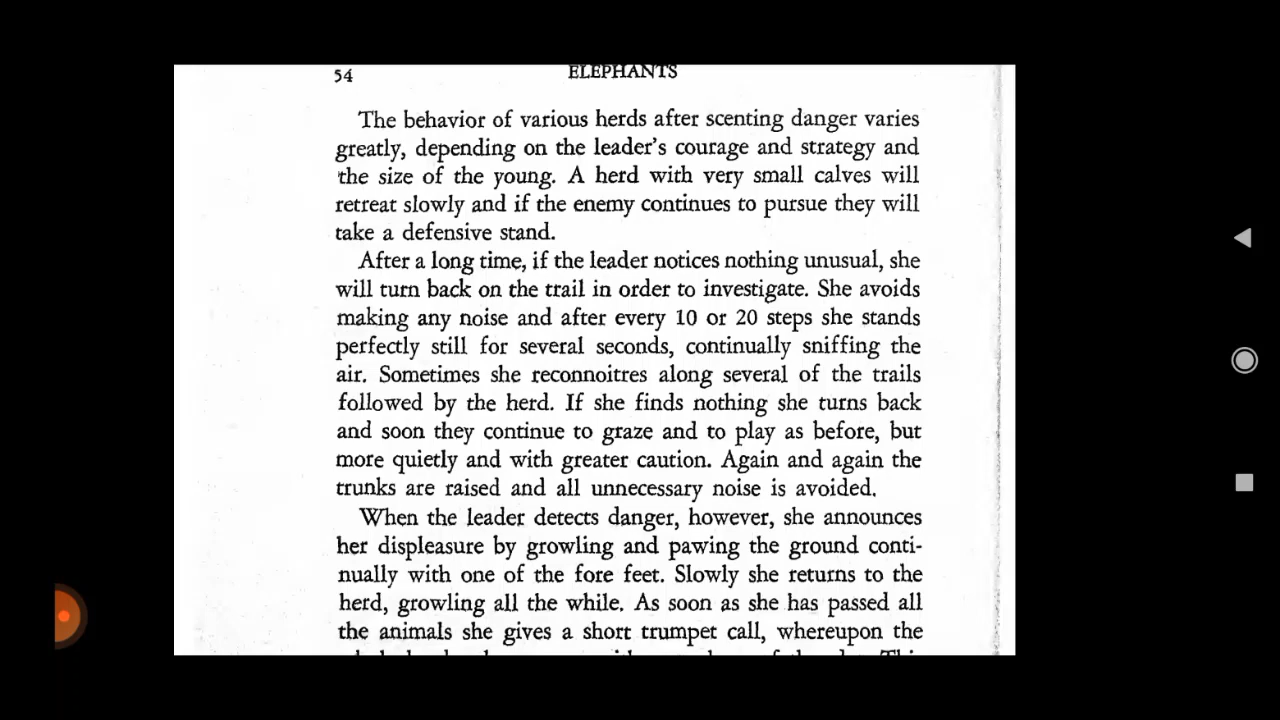 54 ELEPHANTS
The behavior of various herds after scenting danger varies
greatly, depending on the leader's courage and strategy and
the size of the young. A herd with very small calves will
retreat slowly and if the enemy continues to pursue they will
take a defensive stand.
After a long time, if the leader notices nothing unusual, she
will turn back on the trail in order to investigate. She avoids
making any noise and after every 10 or 20 steps she stands
perfectly still for several seconds, continually sniffing the
air. Sometimes she reconnoitres along several of the trails
followed by the herd. If she finds nothing she turns back
and soon they continue to graze and to play as before, but
more quietly and with greater caution. Again and again the
trunks are raised and all unnecessary noise is avoided.
When the leader detects danger, however, she announces
her displeasure by growling and pawing the ground conti-
nually with one of the fore feet. Slowly she returns to the
herd, growling all the while. As soon as she has passed all
the animals she gives a short trumpet call, whereupon the